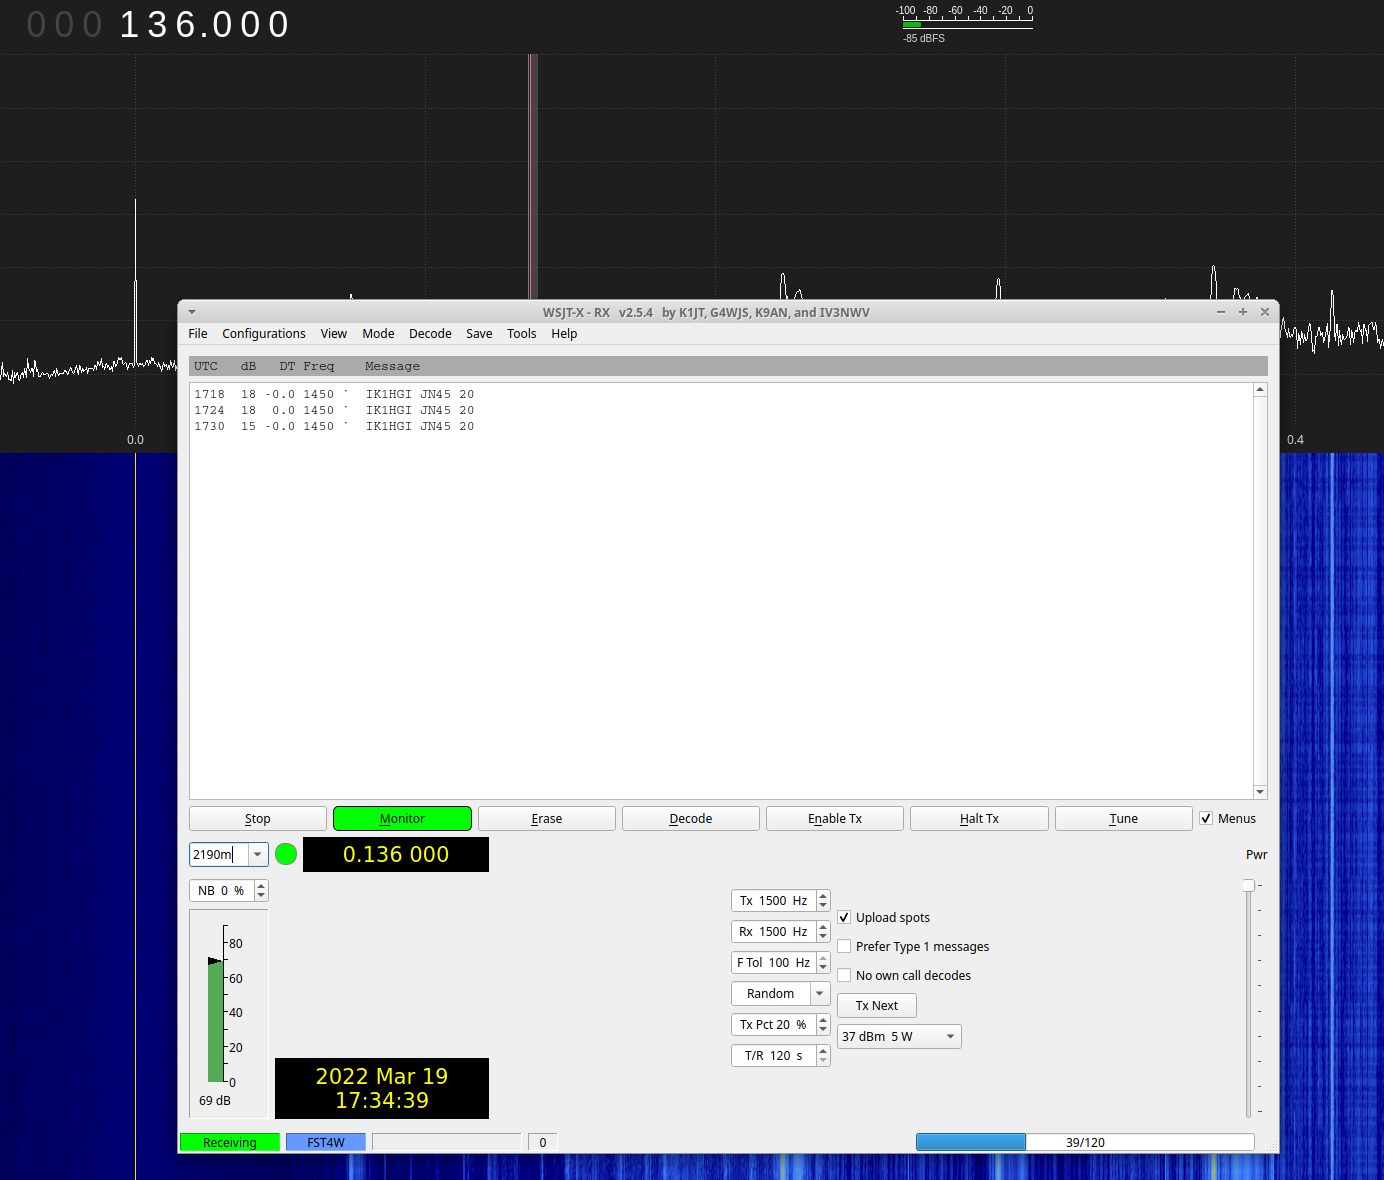 000 136.000
-100 -80 -60 -40 -20 0
-85 dBFS
WSJT-X - RX v2.5.4 by K1JT, G4WJS, K9AN, and IV3NWV
File Configurations View Mode Decode Save Tools Help
UTC dB DT Freq Message
1718 18 -0.0 1450 ` IK1HGI JN45 20
1724 18 0.0 1450 ` IK1HGI JN45 20
1730 15 -0.0 1450 ` IK1HGI JN45 20
0.0 0.4
Stop Monitor Erase Decode Enable Tx Halt Tx Tune Menus
2190m 0.136 000 Pwr
NB 0 %
Tx 1500 Hz
Upload spots
Rx 1500 Hz
80
Prefer Type 1 messages
F Tol 100 Hz
60
No own call decodes
Random
Tx Next
40
Tx Pct 20 %
37 dBm 5 W
20
T/R 120 s
2022 Mar 19
0
17:34:39
69 dB
Receiving FST4W 0 39/120